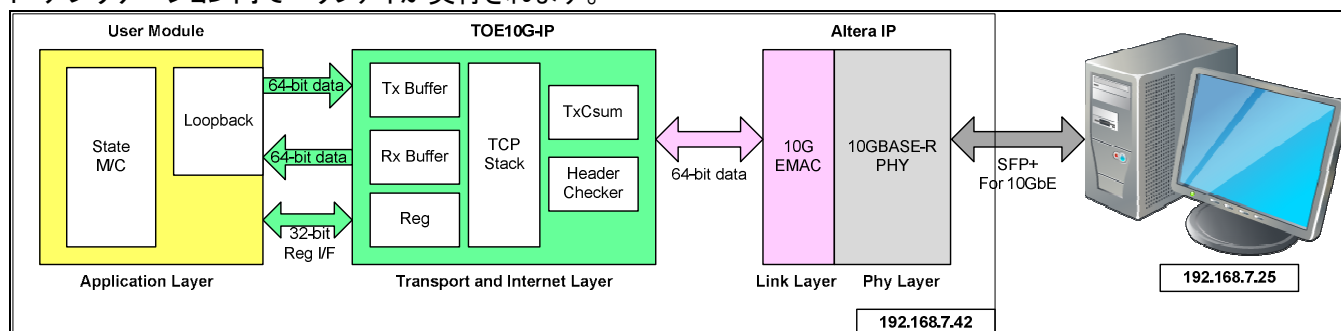 User Module
TOE10G-IP
Altera IP
State
M/C
Loopback
64-bit data
64-bit data
32-bit
Reg I/F
Tx Buffer
Rx Buffer
Reg
TCP
Stack
TxCsum
Header
Checker
64-bit data
10G
EMAC
10GBASE-R
PHY
SFP+
For 10GbE
Application Layer
Transport and Internet Layer
Link Layer
Phy Layer
192.168.7.25
192.168.7.42